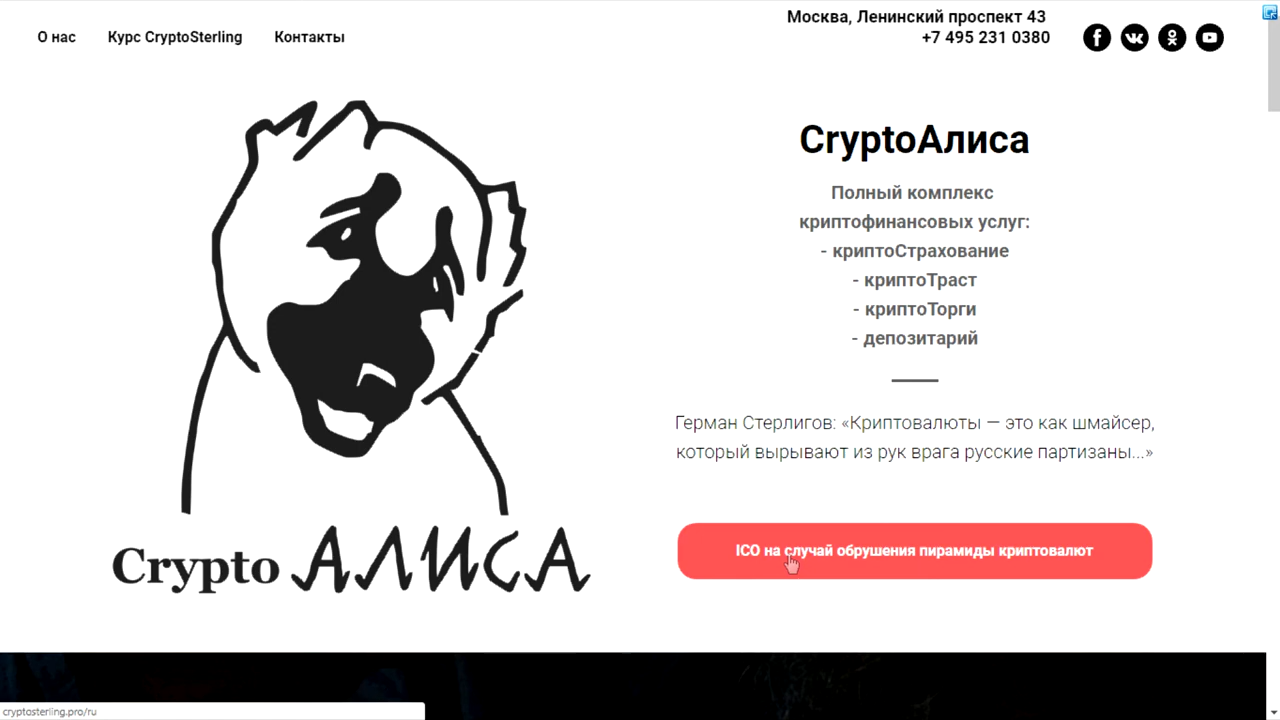 О нас
Курс CryptoSterling
Контакты
Москва, Ленинский проспект 43
+7 495 231 0380
CryptoАлиса
Полный комплекс
криптофинансовых услуг:
- криптоСтрахование
- криптоТраст
- криптоТорги
- депозитарий
Герман Стерлигов: «Криптовалюты — это как шмайсер,
который вырывают из рук врага русские партизаны...»
Crypto АЛИСА
ICO на случай обрушения пирамиды криптовалют
cryptosterling.pro/ru